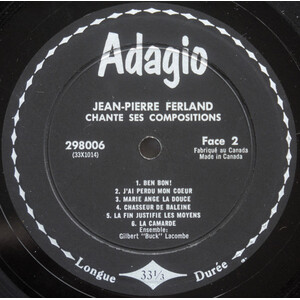 Adagio
JEAN-PIERRE FERLAND
CHANTE SES COMPOSITIONS
298006
(33X1014)
Face 2
Fabriqué au Canada
Made in Canada
1. BEN BON!
2. J'AI PERDU MON COEUR
3. MARIE ANGE LA DOUCE
4. CHASSEUR DE BALEINE
5. LA FIN JUSTIFIE LES MOYENS
6. LA CAMARDE
Ensemble:
Gilbert "Buck" Lacombe
Longue 33⅓ Durée